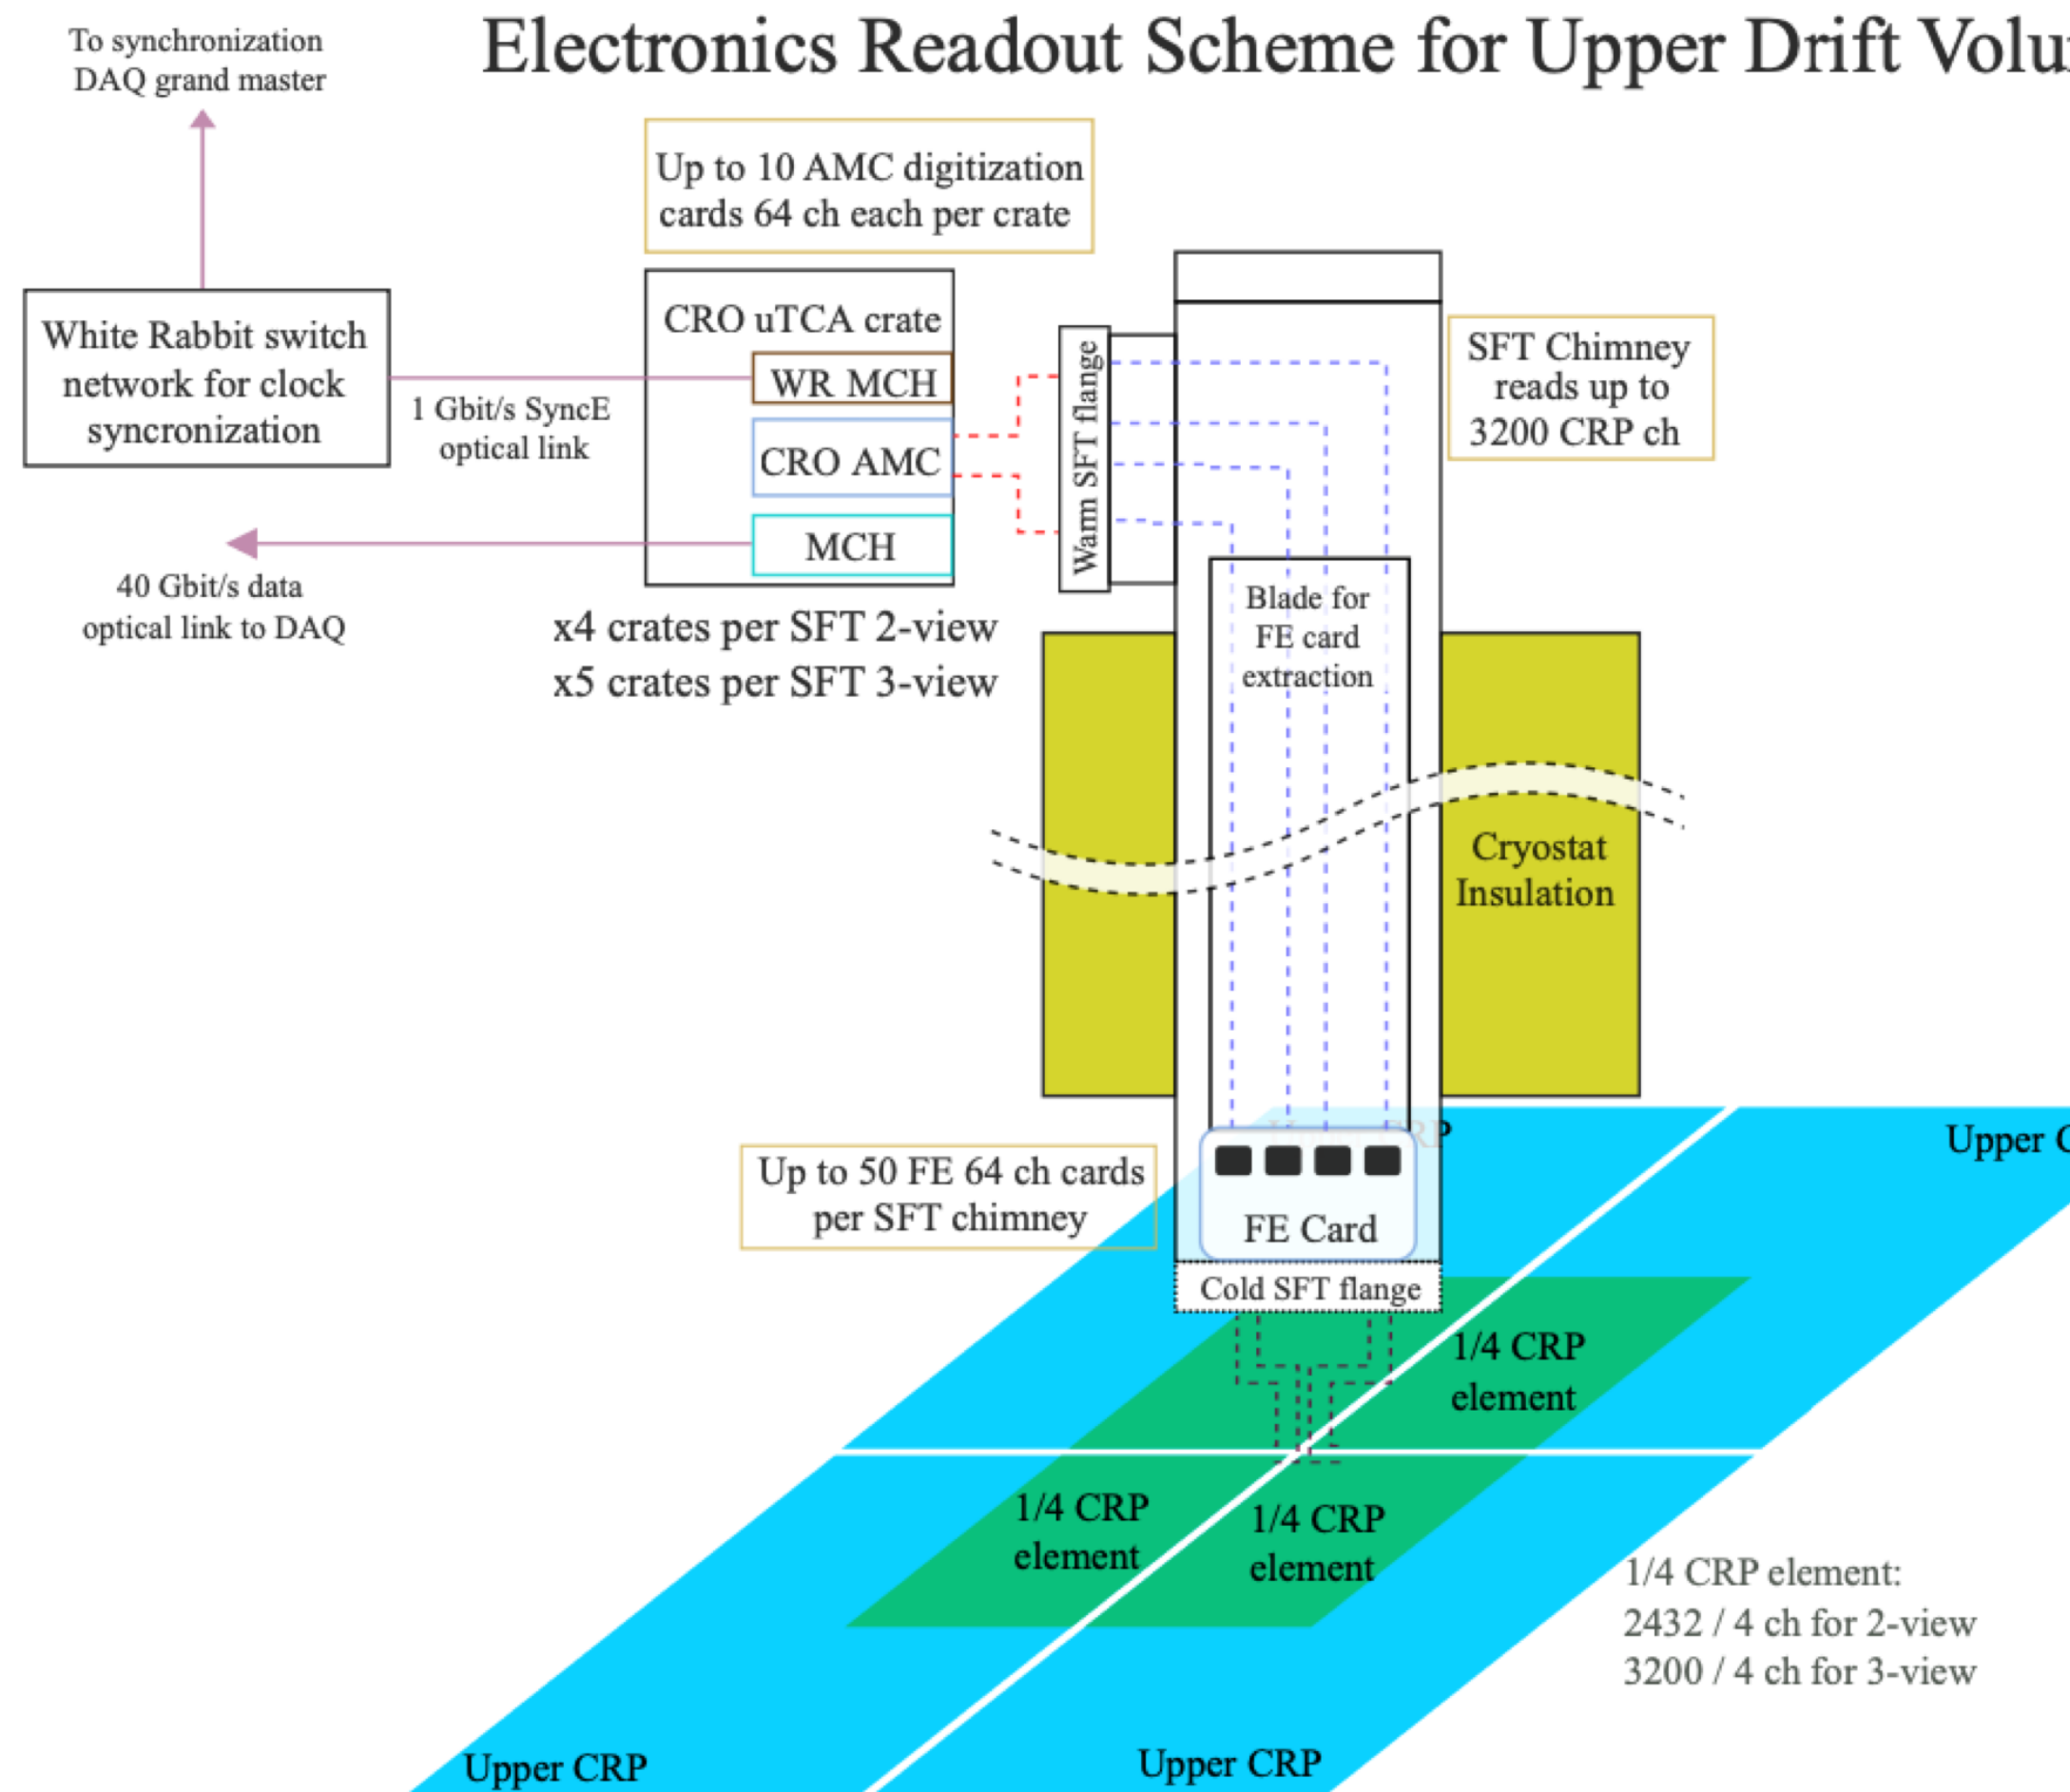 Electronics Readout Scheme for Upper Drift
To synchronization
DAQ grand master
Up to 10 AMC digitization
cards 64 ch each per crate
White Rabbit switch
network for clock
syncronization
1 Gbit/s SyncE
optical link
CRO uTCA crate
WR MCH
CRO AMC
MCH
Warm SFT flange
SFT Chimney
reads up to
3200 CRP ch
40 Gbit/s data
optical link to DAQ
x4 crates per SFT 2-view
x5 crates per SFT 3-view
Blade for
FE card
extraction
Cryostat
Insulation
Upper
Up to 50 FE 64 ch cards
per SFT chimney
FE Card
Cold SFT flange
1/4 CRP
element
1/4 CRP
element
1/4 CRP
element
1/4 CRP element:
2432 / 4 ch for 2-view
3200 / 4 ch for 3-view
Upper CRP
Upper CRP